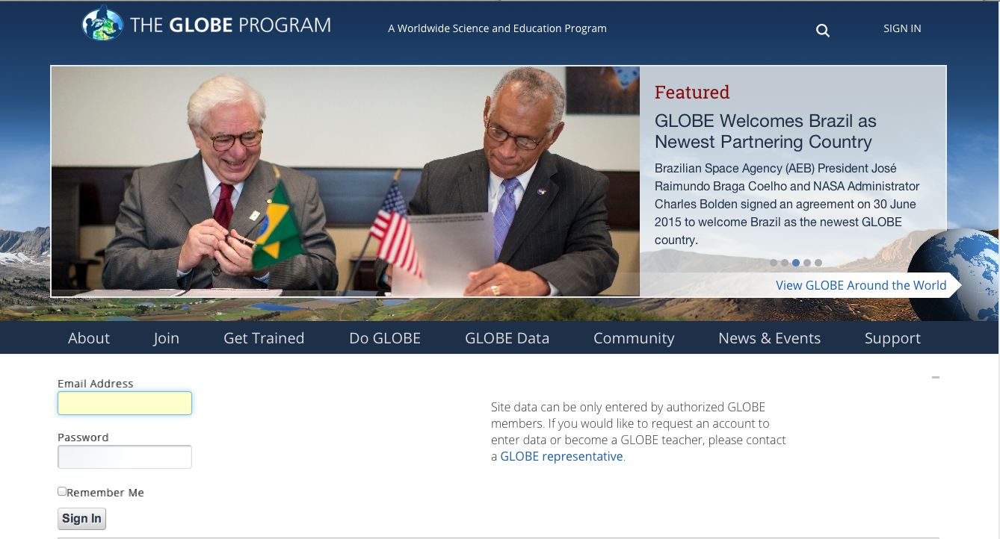 THE GLOBE PROGRAM
A Worldwide Science and Education Program
SIGN IN
Featured
GLOBE Welcomes Brazil as
Newest Partnering Country
Brazilian Space Agency (AEB) President José
Raimundo Braga Coelho and NASA Administrator
Charles Bolden signed an agreement on 30 June
2015 to welcome Brazil as the newest GLOBE
country.
View GLOBE Around the World
About Join Get Trained Do GLOBE GLOBE Data Community News & Events Support
Email Address
Password
Remember Me
Sign In
Site data can be only entered by authorized GLOBE
members. If you would like to request an account to
enter data or become a GLOBE teacher, please contact
a GLOBE representative.